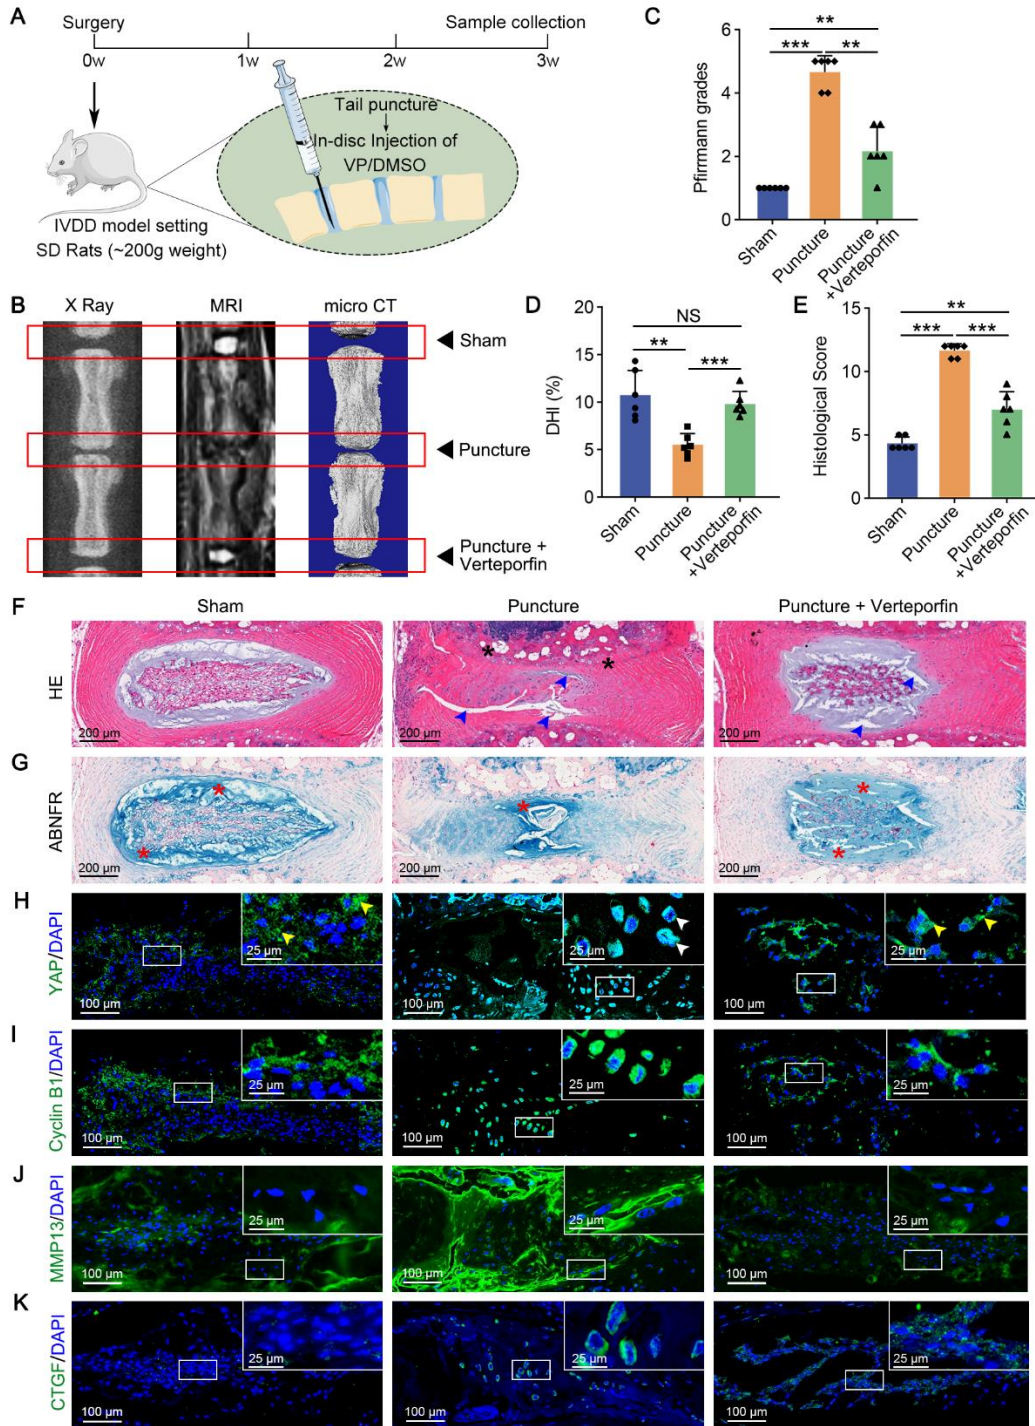 A
Surgery
Sample collection
0w
1w
2w
3w
Tail puncture
In-disc Injection of
VP/DMSO
IVDD model setting
SD Rats (~200g weight)
B
X Ray
MRI
micro CT
Sham
Puncture
Puncture +
Verteporfin
C
**
*** **
6
4
2
0
Pfirrmann grades
Sham
Puncture
Puncture
+Verteporfin
D
NS
**
***
20
15
10
5
0
DHI (%)
Sham
Puncture
Puncture
+Verteporfin
E
**
*** ***
15
10
5
0
Histological Score
Sham
Puncture
Puncture
+Verteporfin
F
Sham
Puncture
Puncture + Verteporfin
HE
* *
200 μm
200 μm
200 μm
G
ABNFR
* * * * *
200 μm
200 μm
200 μm
H
YAP/DAPI
25 μm
25 μm
25 μm
100 μm
100 μm
100 μm
I
Cyclin B1/DAPI
25 μm
25 μm
25 μm
100 μm
100 μm
100 μm
J
MMP13/DAPI
25 μm
25 μm
25 μm
100 μm
100 μm
100 μm
K
CTGF/DAPI
25 μm
25 μm
25 μm
100 μm
100 μm
100 μm